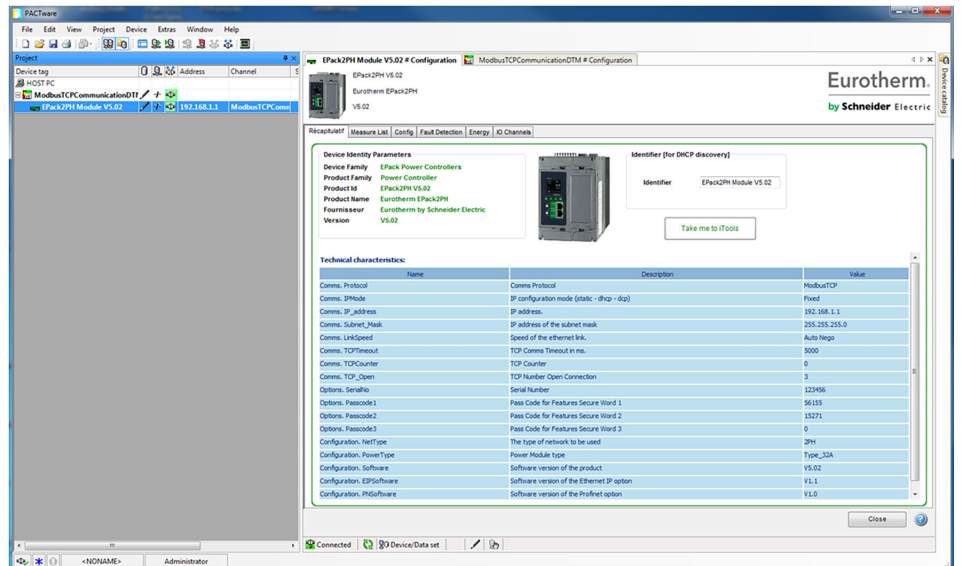 PACTware
File Edit View Project Device Extras Window Help
Project
Device tag Address Channel S
HOST PC
ModbusTCPCommunicationDTM
EPack2PH Module V5.02 192.168.1.1 ModbusTCPComm
EPack2PH Module V5.02 # Configuration ModbusTCPCommunicationDTM # Configuration
Device catalog
EPack2PH V5.02
Eurotherm EPack2PH
V5.02
Eurotherm.
by Schneider Electric
Récapitulatif Measure List Config Fault Detection Energy IO Channels
Device Identity Parameters
Device Family EPack Power Controllers
Product Family Power Controller
Product Id EPack2PH V5.02
Product Name Eurotherm EPack2PH
Fournisseur Eurotherm by Schneider Electric
Version V5.02
Identifier [for DHCP discovery]
Identifier EPack2PH Module V5.02
Take me to iTools
Technical characteristics:
Name Description Value
Comms. Protocol Comms Protocol ModbusTCP
Comms. IPMode IP configuration mode (static - dhcp - dcp) Fixed
Comms. IP_address IP address. 192.168.1.1
Comms. Subnet_Mask IP address of the subnet mask 255.255.255.0
Comms. LinkSpeed Speed of the ethernet link. Auto Nego
Comms. TCPTimeout TCP Comms Timeout in ms. 5000
Comms. TCPCounter TCP Counter 0
Comms. TCP_Open TCP Number Open Connection 3
Options. SerialNo Serial Number 123456
Options. Passcode1 Pass Code for Features Secure Word 1 56155
Options. Passcode2 Pass Code for Features Secure Word 2 15271
Options. Passcode3 Pass Code for Features Secure Word 3 0
Configuration. NetType The type of network to be used 2PH
Configuration. PowerType Power Module type Type_32A
Configuration. Software Software version of the product V5.02
Configuration. EIPSoftware Software version of the Ethernet IP option V1.1
Configuration. PNSoftware Software version of the Profinet option V1.0
Close
Connected Device/Data set
<NONAME> Administrator